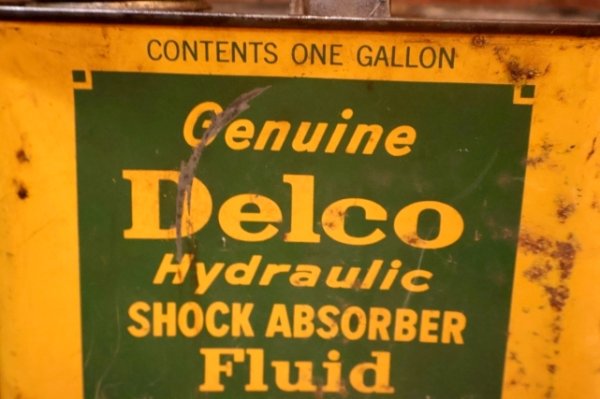 CONTENTS ONE GALLON
Genuine
Delco
Hydraulic
SHOCK ABSORBER
Fluid